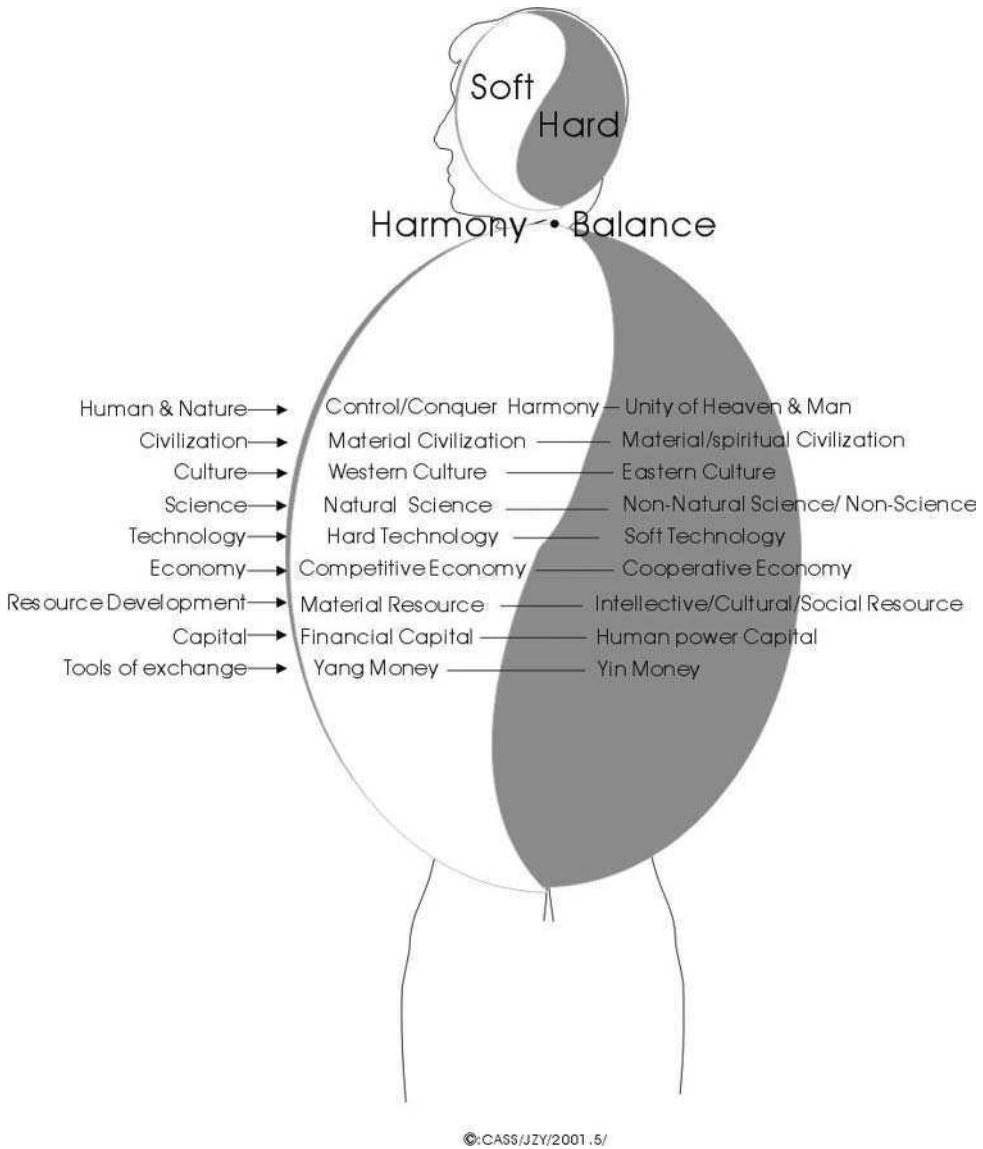 Soft
Hard
Harmony • Balance
Human & Nature Control/Conquer Harmony Unity of Heaven & Man
Civilization Material Civilization Material/spiritual Civilization
Culture Western Culture Eastern Culture
Science Natural Science Non-Natural Science/ Non-Science
Technology Hard Technology Soft Technology
Economy Competitive Economy Cooperative Economy
Resource Development Material Resource Intellective/Cultural/Social Resource
Capital Financial Capital Human power Capital
Tools of exchange Yang Money Yin Money
©:CASS/JZY/2001.5/